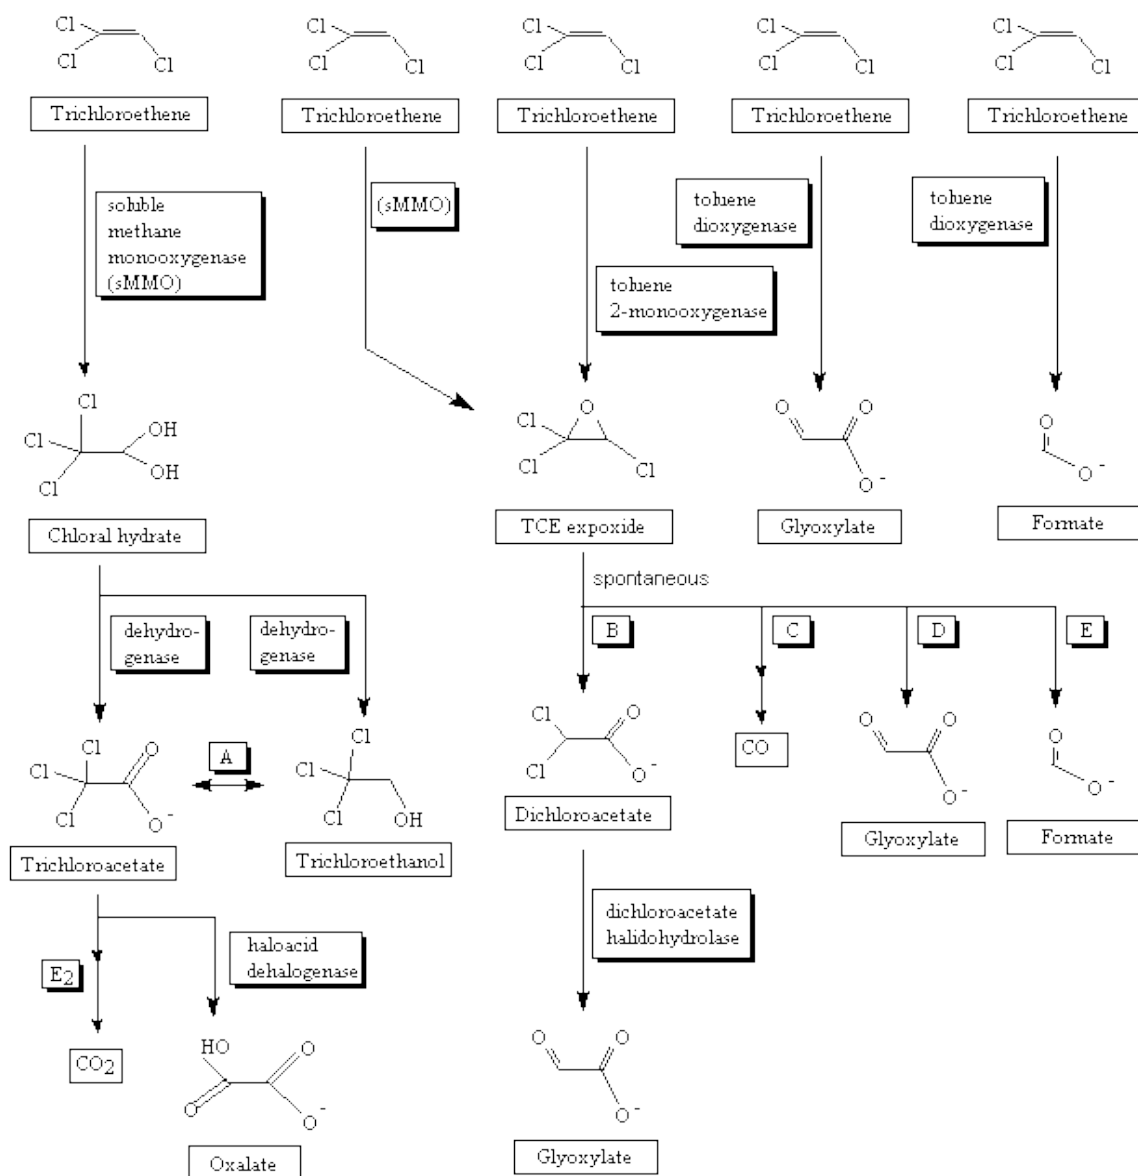 Cl
Cl
Cl
Trichloroethene
Cl
Cl
Cl
Trichloroethene
Cl
Cl
Cl
Trichloroethene
Cl
Cl
Cl
Trichloroethene
Cl
Cl
Cl
Trichloroethene
soluble
methane
monooxygenase
(sMMO)
(sMMO)
toluene
2-monooxygenase
toluene
dioxygenase
toluene
dioxygenase
Cl
Cl
Cl
OH
OH
Chloral hydrate
O
Cl
Cl
Cl
TCE expoxide
O
O
O-
Glyoxylate
O
O-
Formate
spontaneous
dehydro-
genase
dehydro-
genase
B
C
D
E
Cl
Cl
Cl
O
O-
Trichloroacetate
A
Cl
Cl
Cl
OH
Trichloroethanol
Cl
Cl
O
O-
Dichloroacetate
CO
O
O
O-
Glyoxylate
O
O-
Formate
E2
haloacid
dehalogenase
dichloroacetate
halidohydrolase
CO2
HO
O
O
O-
Oxalate
O
O
O-
Glyoxylate